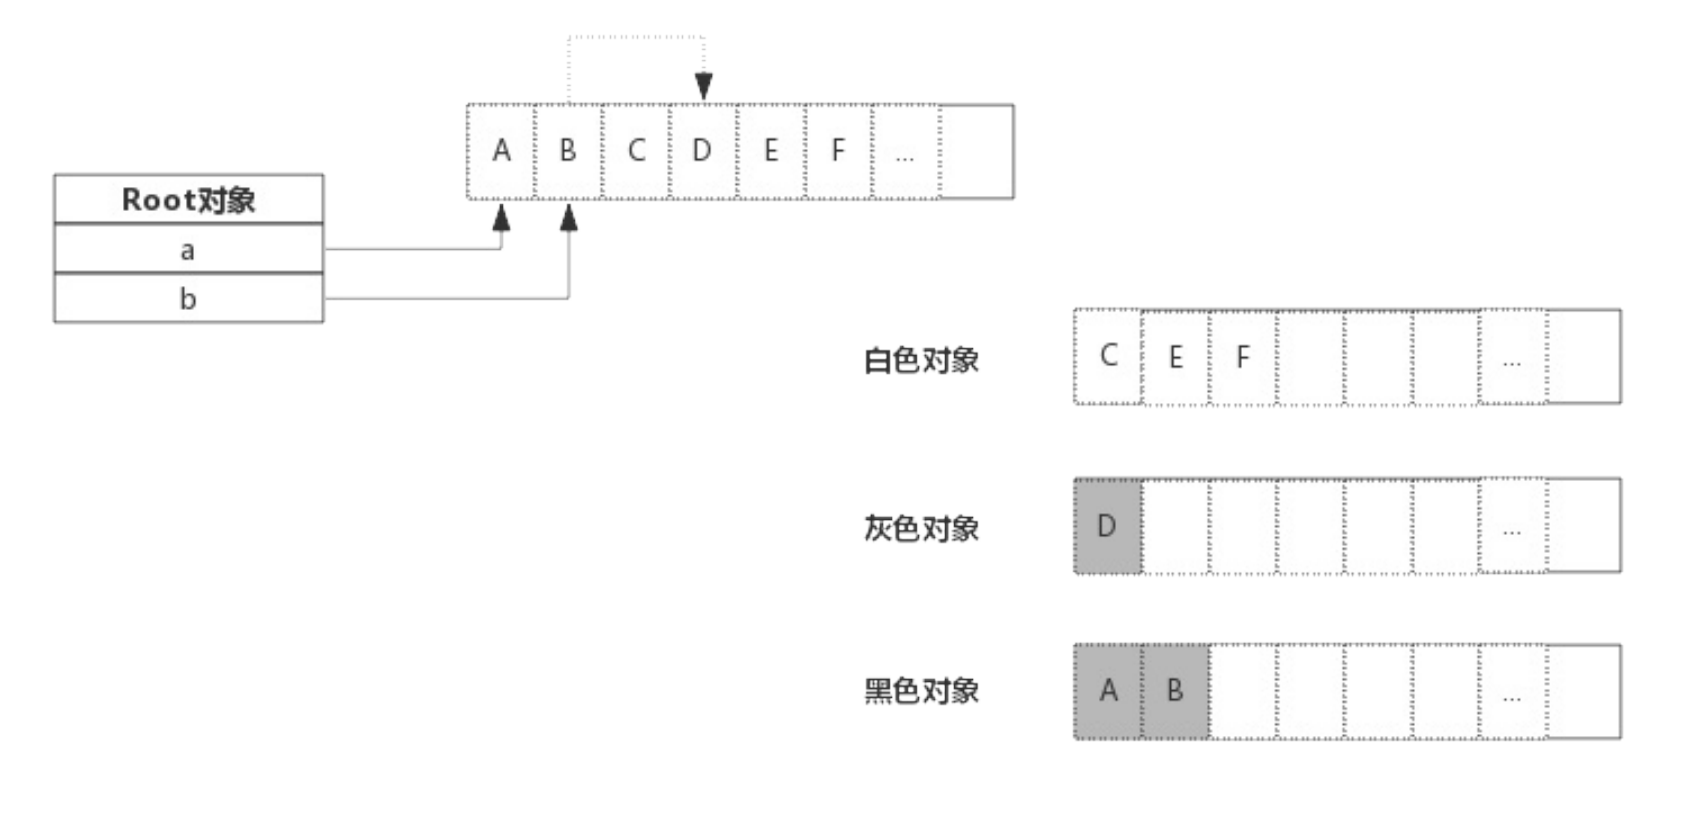 A B C D E F ...
Root对象
a
b
白色对象 C E F ...
灰色对象 D ...
黑色对象 A B ...